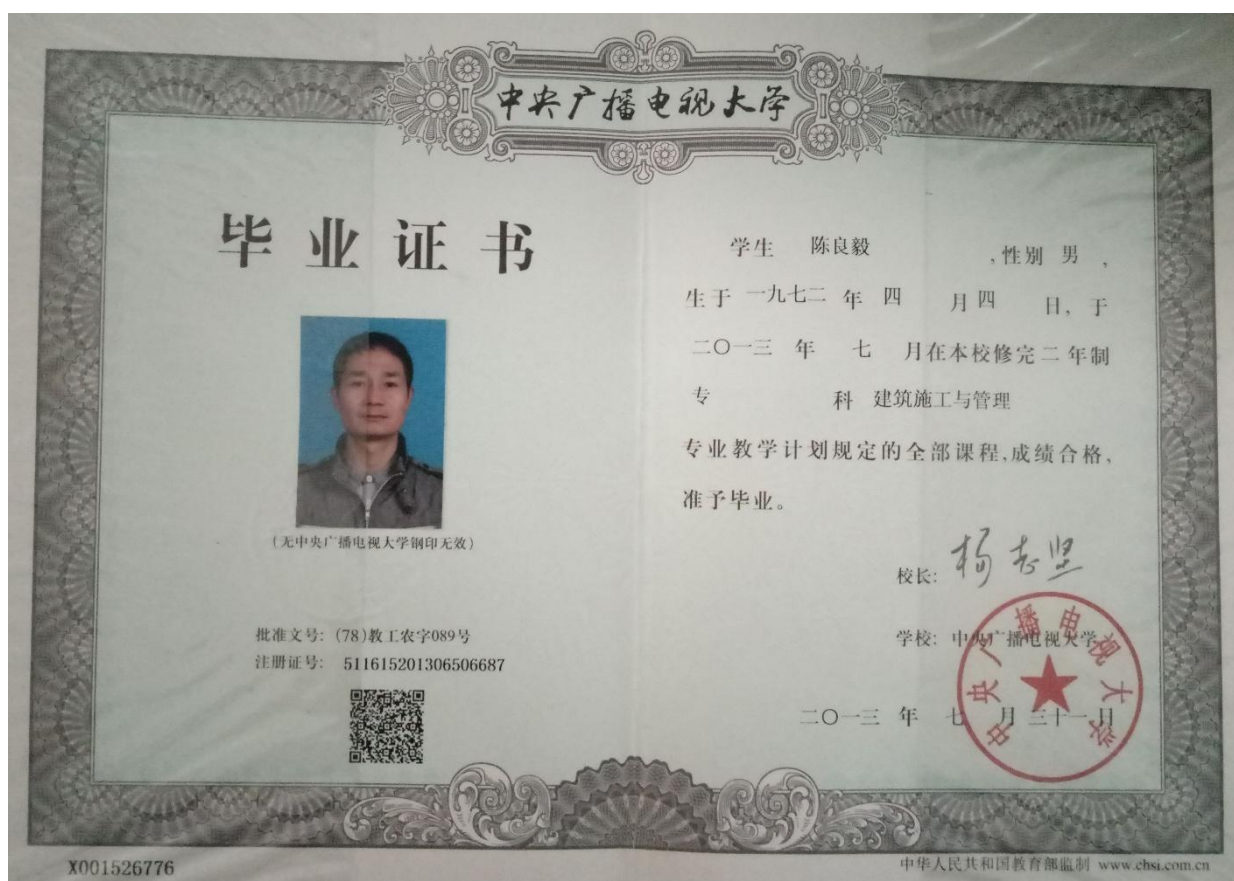 中央广播电视大学
毕业证书
(无中央广播电视大学钢印无效)
批准文号: (78)教工农字089号
注册证号: 511615201306506687
X001526776
学生 陈良毅 ,性别 男 ,
生于 一九七二 年 四 月 四 日, 于
二〇一三 年 七 月在本校修完 二 年制
专 科 建筑施工与管理
专业教学计划规定的全部课程,成绩合格,
准予毕业。
校长: 杨志坚
学校: 中央广播电视大学
中央广播电视大学
二〇一三 年 七 月 三十一 日
中华人民共和国教育部监制 www.chsi.com.cn